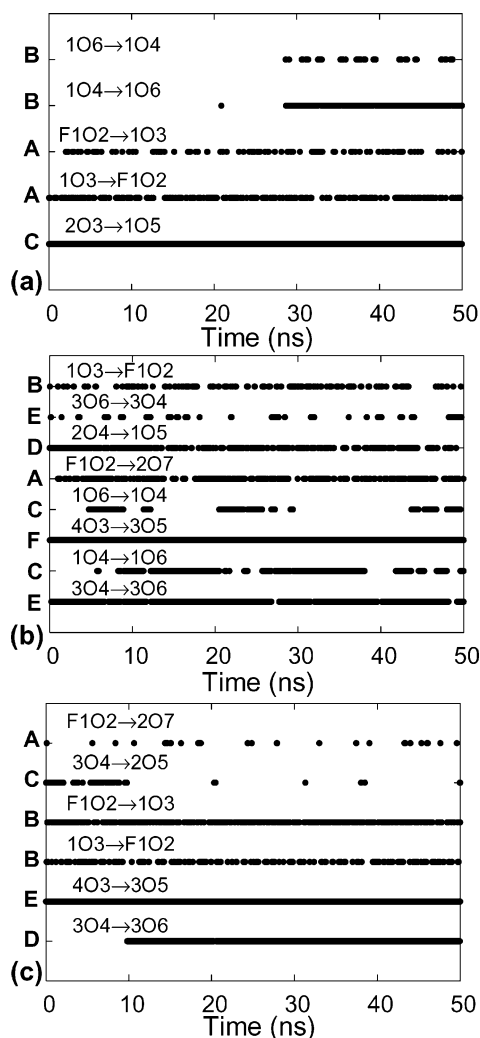 B 1O6→1O4
B 1O4→1O6
A F1O2→1O3
A 1O3→F1O2
C 2O3→1O5
(a)
0 10 20 30 40 50
Time (ns)
B 1O3→F1O2
E 3O6→3O4
D 2O4→1O5
A F1O2→2O7
C 1O6→1O4
F 4O3→3O5
C 1O4→1O6
E 3O4→3O6
(b)
0 10 20 30 40 50
Time (ns)
A F1O2→2O7
C 3O4→2O5
B F1O2→1O3
B 1O3→F1O2
E 4O3→3O5
D 3O4→3O6
(c)
0 10 20 30 40 50
Time (ns)